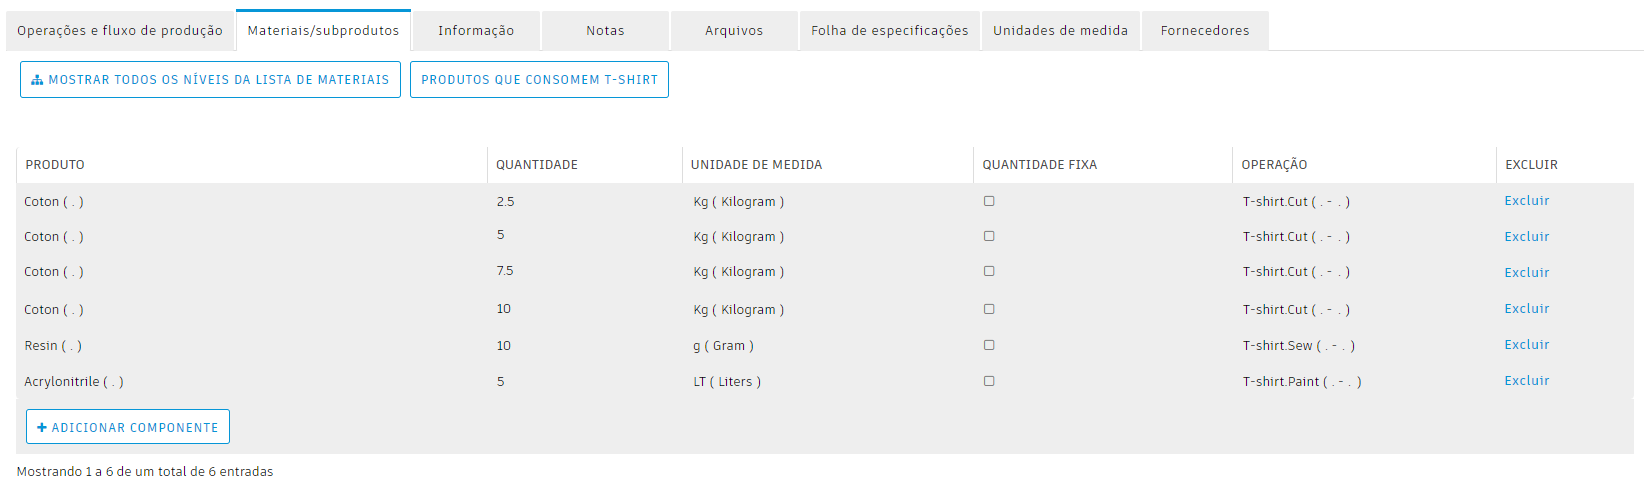 Operações e fluxo de produção Materiais/subprodutos Informação Notas Arquivos Folha de especificações Unidades de medida Fornecedores
MOSTRAR TODOS OS NÍVEIS DA LISTA DE MATERIAIS PRODUTOS QUE CONSOMEM T-SHIRT
PRODUTO QUANTIDADE UNIDADE DE MEDIDA QUANTIDADE FIXA OPERAÇÃO EXCLUIR
Coton ( . ) 2.5 Kg ( Kilogram ) T-shirt.Cut ( . - . ) Excluir
Coton ( . ) 5 Kg ( Kilogram ) T-shirt.Cut ( . - . ) Excluir
Coton ( . ) 7.5 Kg ( Kilogram ) T-shirt.Cut ( . - . ) Excluir
Coton ( . ) 10 Kg ( Kilogram ) T-shirt.Cut ( . - . ) Excluir
Resin ( . ) 10 g ( Gram ) T-shirt.Sew ( . - . ) Excluir
Acrylonitrile ( . ) 5 LT ( Liters ) T-shirt.Paint ( . - . ) Excluir
+ ADICIONAR COMPONENTE
Mostrando 1 a 6 de um total de 6 entradas